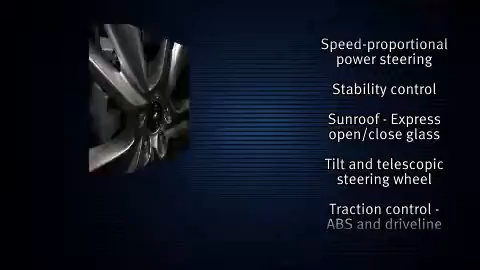 Speed-proportional
power steering
Stability control
Sunroof - Express
open/close glass
Tilt and telescopic
steering wheel
Traction control -
ABS and driveline